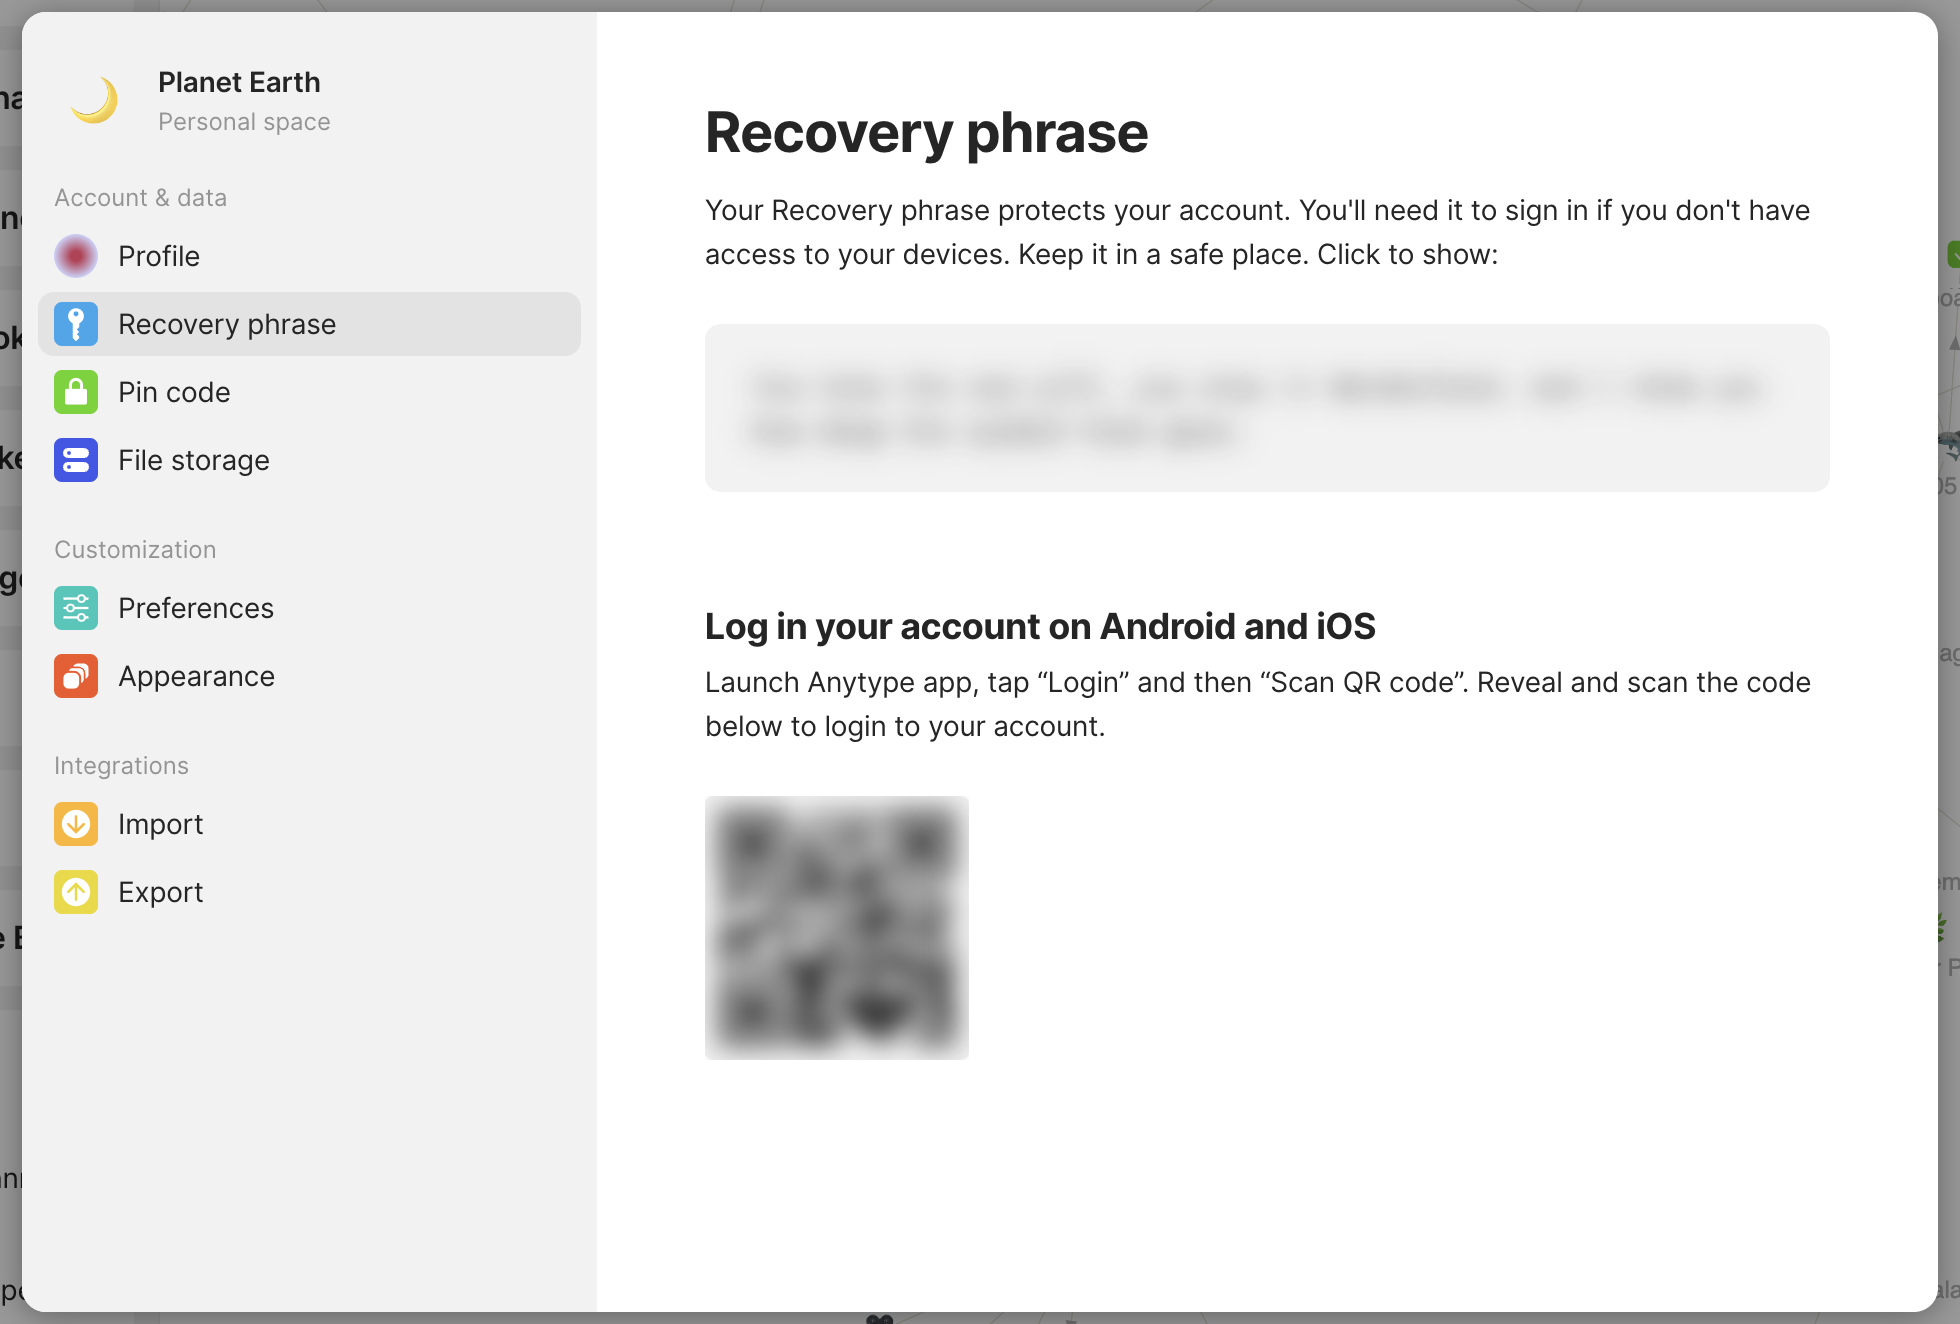 Planet Earth
Personal space
Account & data
Profile
Recovery phrase
Pin code
File storage
Customization
Preferences
Appearance
Integrations
Import
Export
Recovery phrase
Your Recovery phrase protects your account. You'll need it to sign in if you don't have
access to your devices. Keep it in a safe place. Click to show:
Log in your account on Android and iOS
Launch Anytype app, tap “Login” and then “Scan QR code”. Reveal and scan the code
below to login to your account.